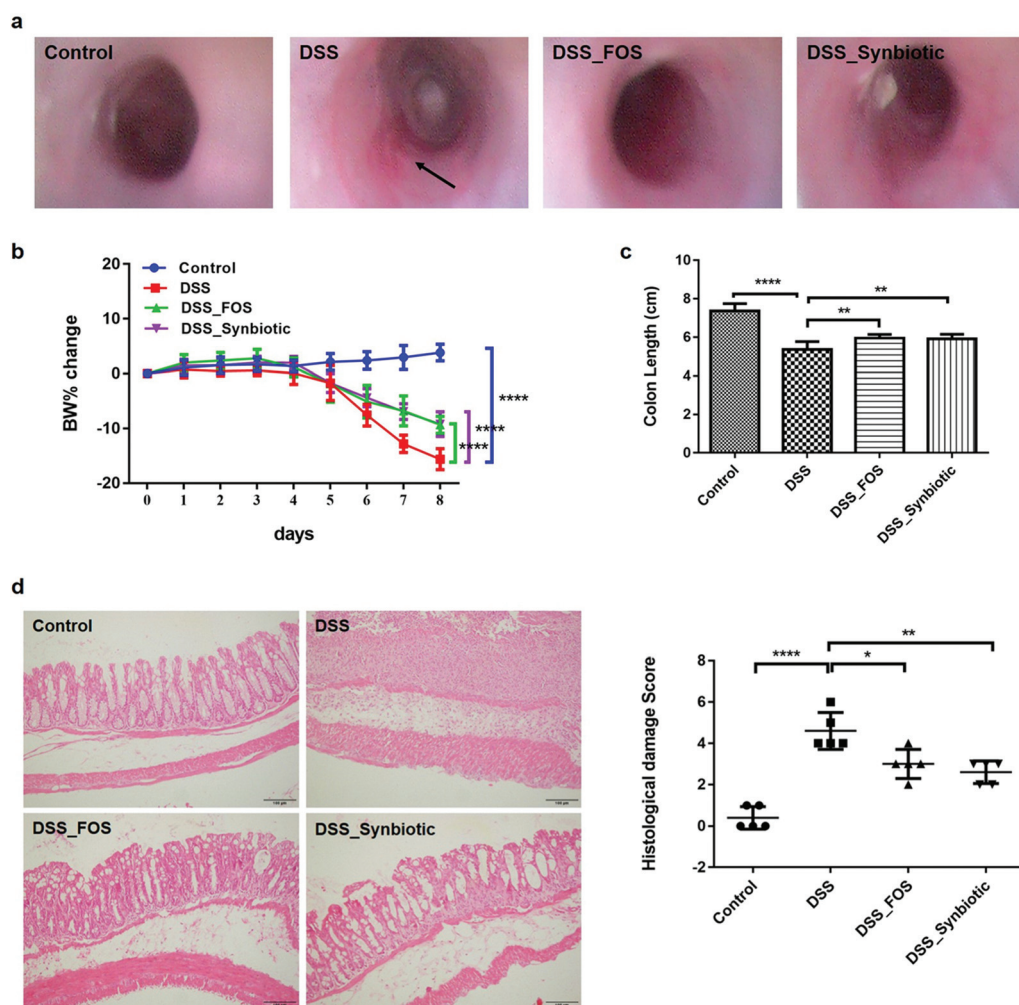 a
Control
DSS
DSS_FOS
DSS_Synbiotic
b
20
10
0
-10
-20
BW% change
Control
DSS
DSS_FOS
DSS_Synbiotic
****
****
****
0 1 2 3 4 5 6 7 8
days
c
10
8
6
4
2
0
Colon Length (cm)
****
**
**
Control
DSS
DSS_FOS
DSS_Synbiotic
d
Control
DSS
DSS_FOS
DSS_Synbiotic
8
6
4
2
0
-2
Histological damage Score
****
*
**
Control
DSS
DSS_FOS
DSS_Synbiotic